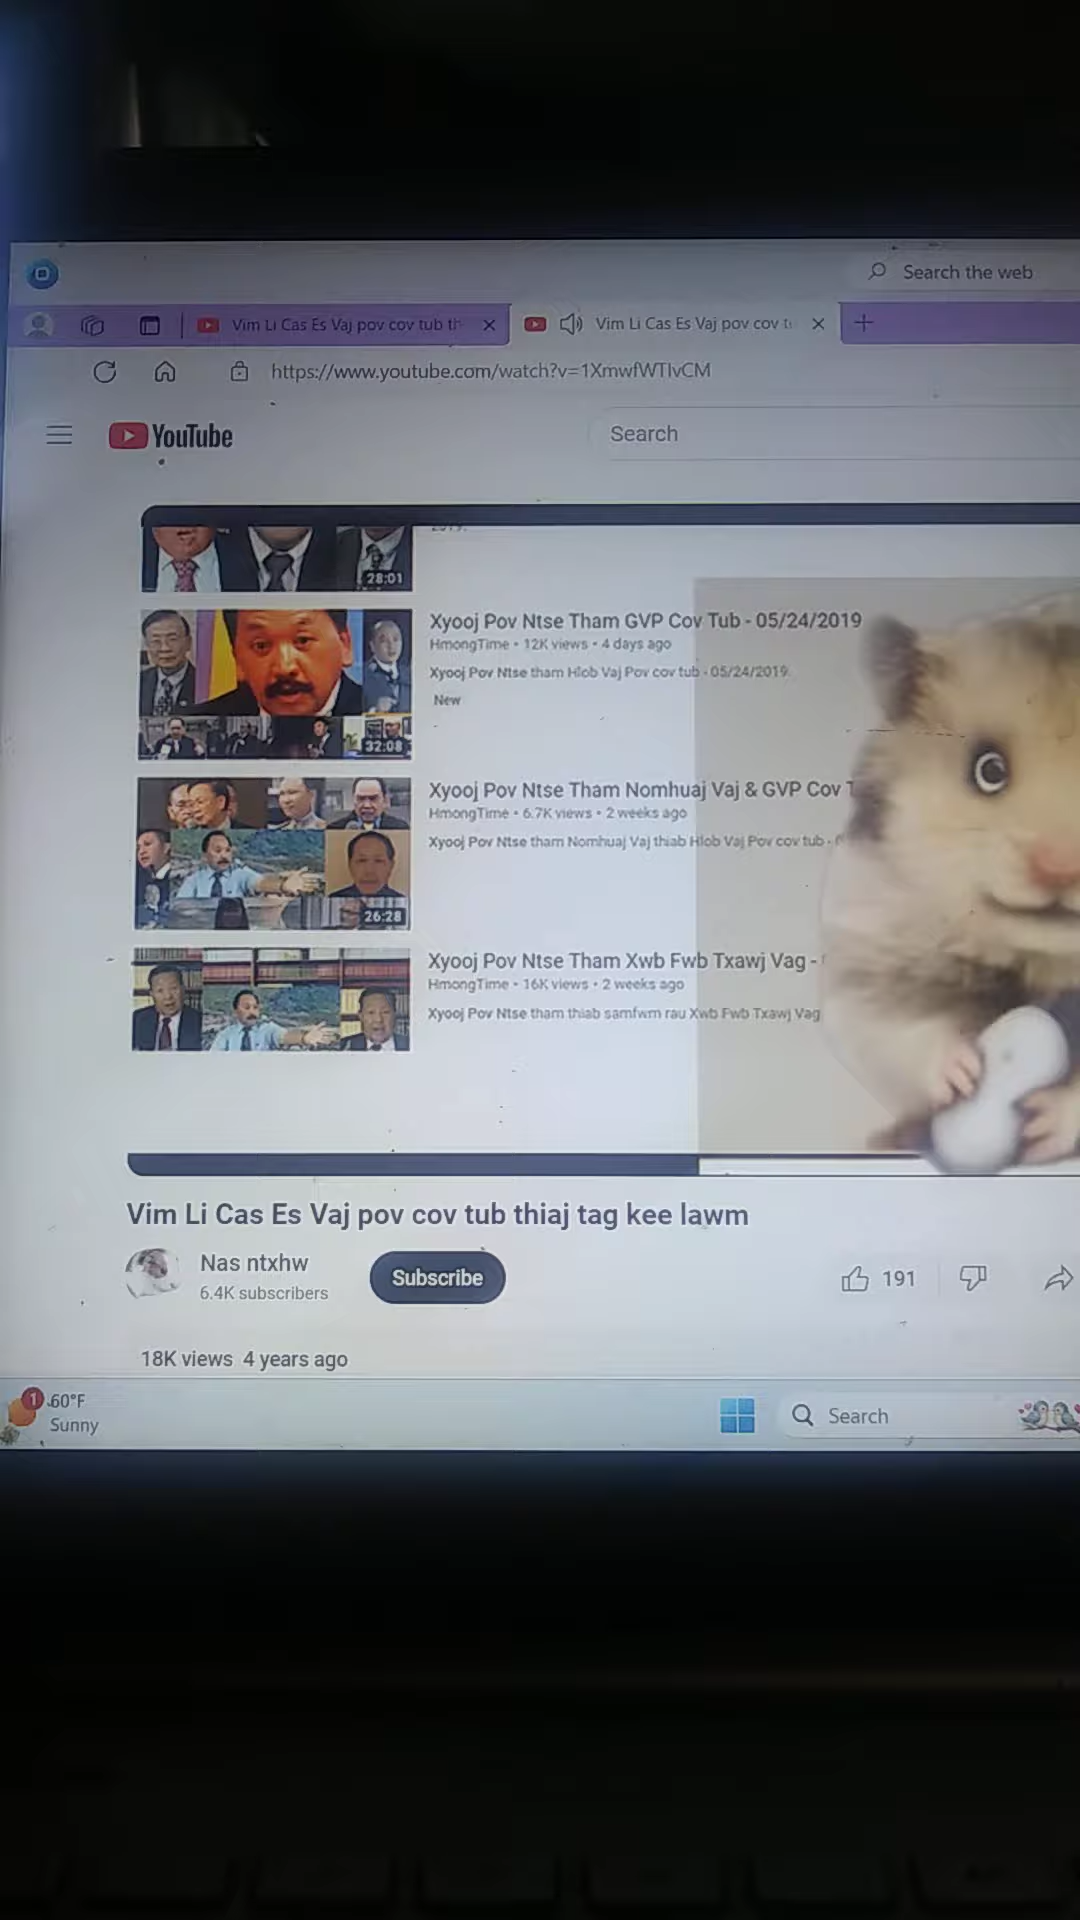 Search the web
Vim Li Cas Es Vaj pov cov tub th
Vim Li Cas Es Vaj pov cov t
https://www.youtube.com/watch?v=1XmwfWTIvCM
YouTube
Search
2019.
28:01
Xyooj Pov Ntse Tham GVP Cov Tub - 05/24/2019
HmongTime • 12K views • 4 days ago
Xyooj Pov Ntse tham Hlob Vaj Pov cov tub - 05/24/2019.
New
32:08
Xyooj Pov Ntse Tham Nomhuaj Vaj & GVP Cov T
HmongTime • 6.7K views • 2 weeks ago
Xyooj Pov Ntse tham Nomhuaj Vaj thiab Hlob Vaj Pov cov tub -
26:28
Xyooj Pov Ntse Tham Xwb Fwb Txawj Vag -
HmongTime • 16K views • 2 weeks ago
Xyooj Pov Ntse tham thiab samfwm rau Xwb Fwb Txawj Vag
Vim Li Cas Es Vaj pov cov tub thiaj tag kee lawm
Nas ntxhw
6.4K subscribers
Subscribe
191
18K views 4 years ago
1
60°F
Sunny
Search